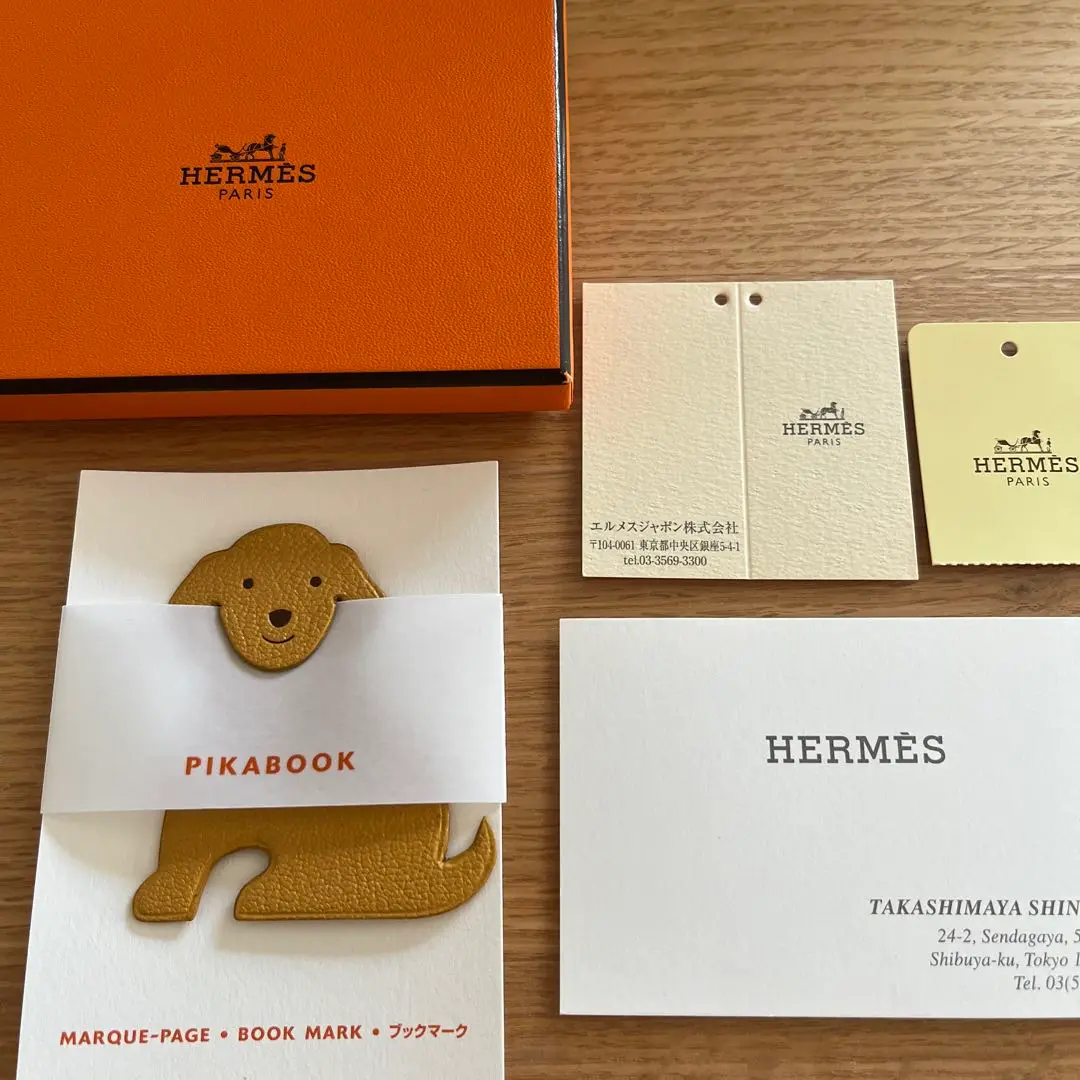 HERMÈS
PARIS
HERMÈS
PARIS
エルメスジャポン株式会社
〒104-0061 東京都中央区銀座5-4-1
tel.03-3569-3300
HERMÈS
PARIS
PIKABOOK
MARQUE-PAGE • BOOK MARK • ブックマーク
HERMÈS
TAKASHIMAYA SHIN
24-2, Sendagaya, 5
Shibuya-ku, Tokyo 1
Tel. 03(5